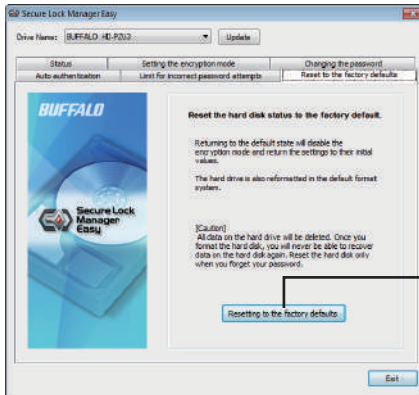 Secure Lock Manager Easy
Drive Name: BUFFALO HD-PZU3 Update
Status Setting the encryption mode Changing the password
Auto authentication Limit for incorrect password attempts Reset to the factory defaults
BUFFALO
Secure Lock
Manager
Easy
Reset the hard disk status to the factory default.
Returning to the default state will disable the
encryption mode and return the settings to their initial
values.
The hard drive is also reformatted in the default format
system.
[Caution]
All data on the hard drive will be deleted. Once you
format the hard disk, you will never be able to recover
data on the hard disk again. Reset the hard disk only
when you forget your password.
Resetting to the factory defaults
Exit